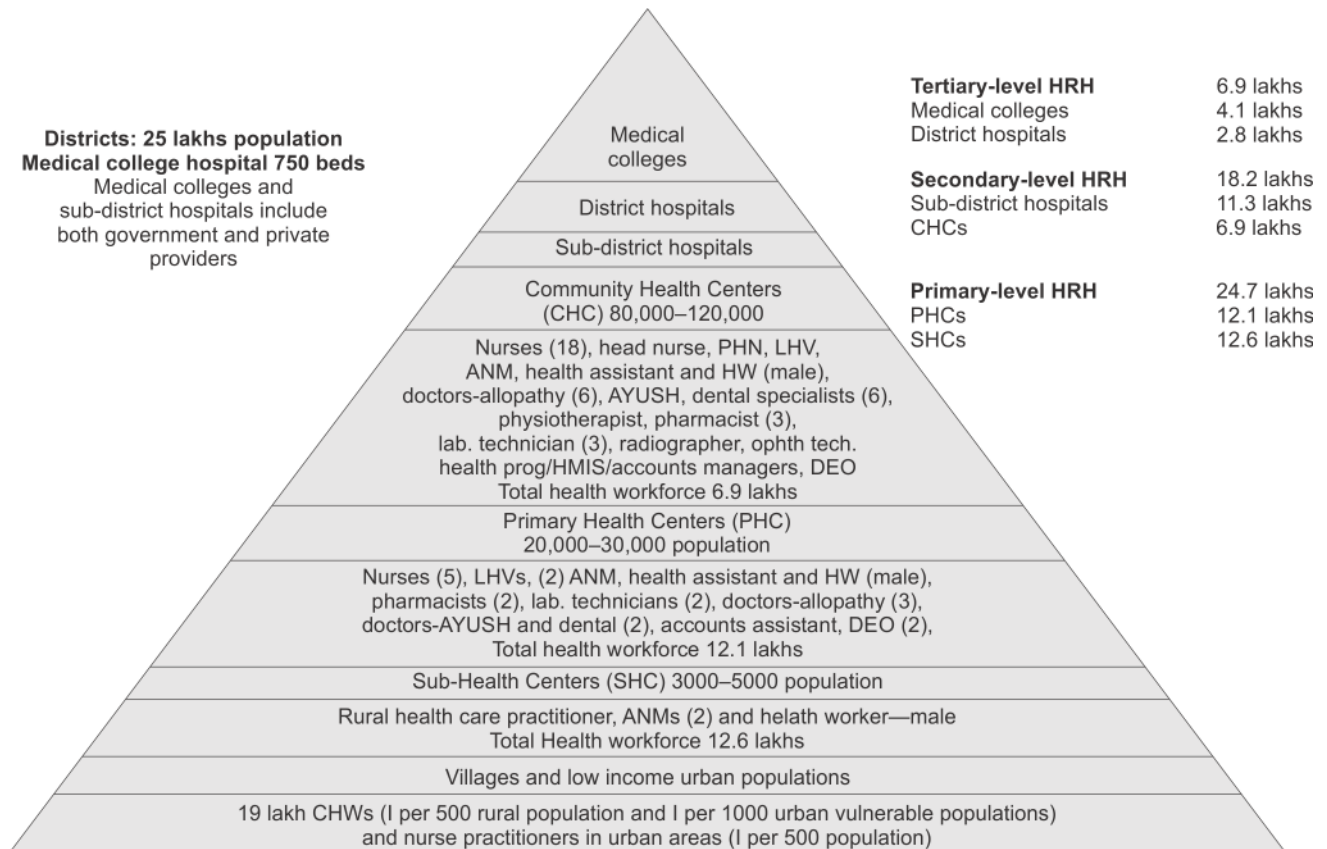 Districts: 25 lakhs population
Medical college hospital 750 beds
Medical colleges and
sub-district hospitals include
both government and private
providers
Medical
colleges
District hospitals
Sub-district hospitals
Community Health Centers
(CHC) 80,000–120,000
Nurses (18), head nurse, PHN, LHV,
ANM, health assistant and HW (male),
doctors-allopathy (6), AYUSH, dental specialists (6),
physiotherapist, pharmacist (3),
lab. technician (3), radiographer, ophth tech.
health prog/HMIS/accounts managers, DEO
Total health workforce 6.9 lakhs
Primary Health Centers (PHC)
20,000–30,000 population
Nurses (5), LHVs, (2) ANM, health assistant and HW (male),
pharmacists (2), lab. technicians (2), doctors-allopathy (3),
doctors-AYUSH and dental (2), accounts assistant, DEO (2),
Total health workforce 12.1 lakhs
Sub-Health Centers (SHC) 3000–5000 population
Rural health care practitioner, ANMs (2) and helath worker—male
Total Health workforce 12.6 lakhs
Villages and low income urban populations
19 lakh CHWs (I per 500 rural population and I per 1000 urban vulnerable populations)
and nurse practitioners in urban areas (I per 500 population)
Tertiary-level HRH 6.9 lakhs
Medical colleges 4.1 lakhs
District hospitals 2.8 lakhs
Secondary-level HRH 18.2 lakhs
Sub-district hospitals 11.3 lakhs
CHCs 6.9 lakhs
Primary-level HRH 24.7 lakhs
PHCs 12.1 lakhs
SHCs 12.6 lakhs